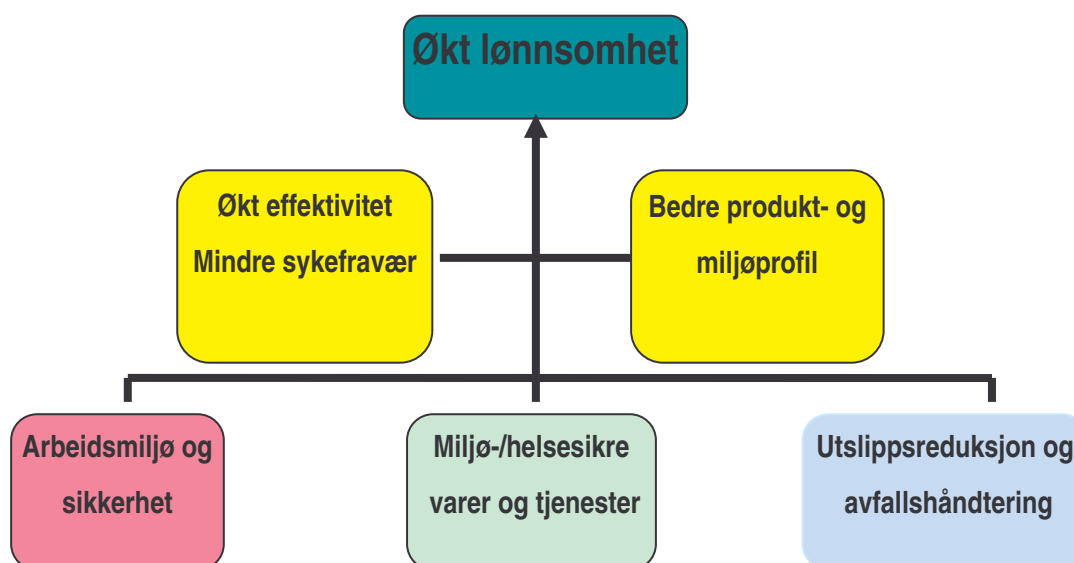 Økt lønnsomhet
Økt effektivitet
Mindre sykefravær
Bedre produkt- og
miljøprofil
Arbeidsmiljø og
sikkerhet
Miljø-/helsesikre
varer og tjenester
Utslippsreduksjon og
avfallshåndtering